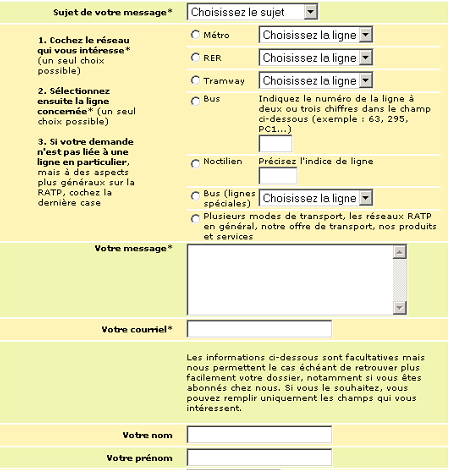 Sujet de votre message* Choisissez le sujet
1. Cochez le réseau
qui vous intéresse*
(un seul choix
possible)
2. Sélectionnez
ensuite la ligne
concernée* (un seul
choix possible)
3. Si votre demande
n'est pas liée à une
ligne en particulier,
mais à des aspects
plus généraux sur la
RATP, cochez la
dernière case
Métro Choisissez la ligne
RER Choisissez la ligne
Tramway Choisissez la ligne
Bus Indiquez le numéro de la ligne à
deux ou trois chiffres dans le champ
ci-dessous (exemple : 63, 295,
PC1...)
Noctilien Précisez l'indice de ligne
Bus (lignes
spéciales) Choisissez la ligne
Plusieurs modes de transport, les réseaux RATP
en général, notre offre de transport, nos produits
et services
Votre message*
Votre courriel*
Les informations ci-dessous sont facultatives mais
nous permettent le cas échéant de retrouver plus
facilement votre dossier, notamment si vous êtes
abonnés chez nous. Si vous le souhaitez, vous
pouvez remplir uniquement les champs qui vous
intéressent.
Votre nom
Votre prénom